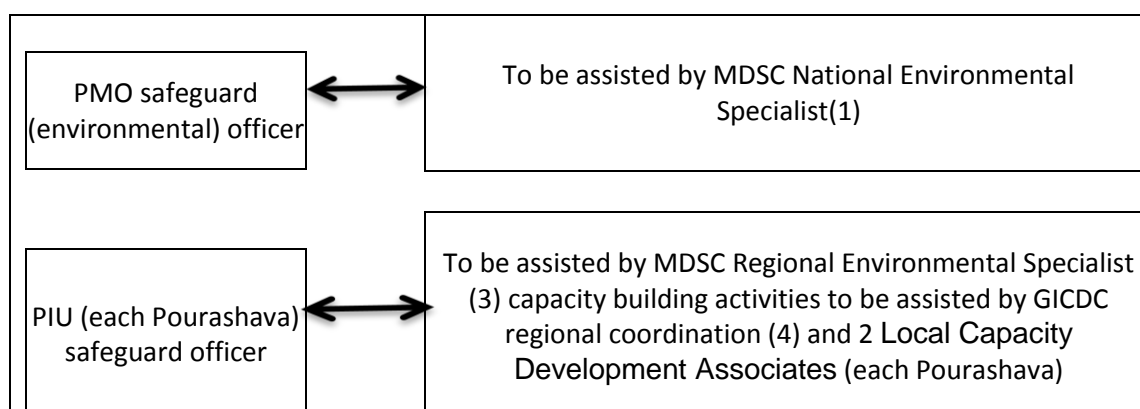 PMO safeguard
(environmental) officer
To be assisted by MDSC National Environmental
Specialist(1)
PIU (each Pourashava)
safeguard officer
To be assisted by MDSC Regional Environmental Specialist
(3) capacity building activities to be assisted by GICDC
regional coordination (4) and 2 Local Capacity
Development Associates (each Pourashava)